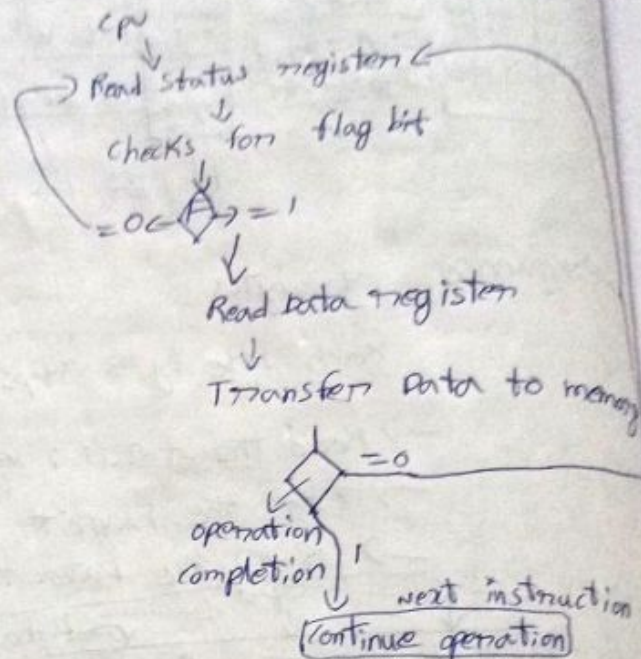 CPU
Read status register
Checks for flag bit
=0 F =1
Read Data register
Transfer Data to memory
=0
operation
completion
1
Next instruction
Continue operation